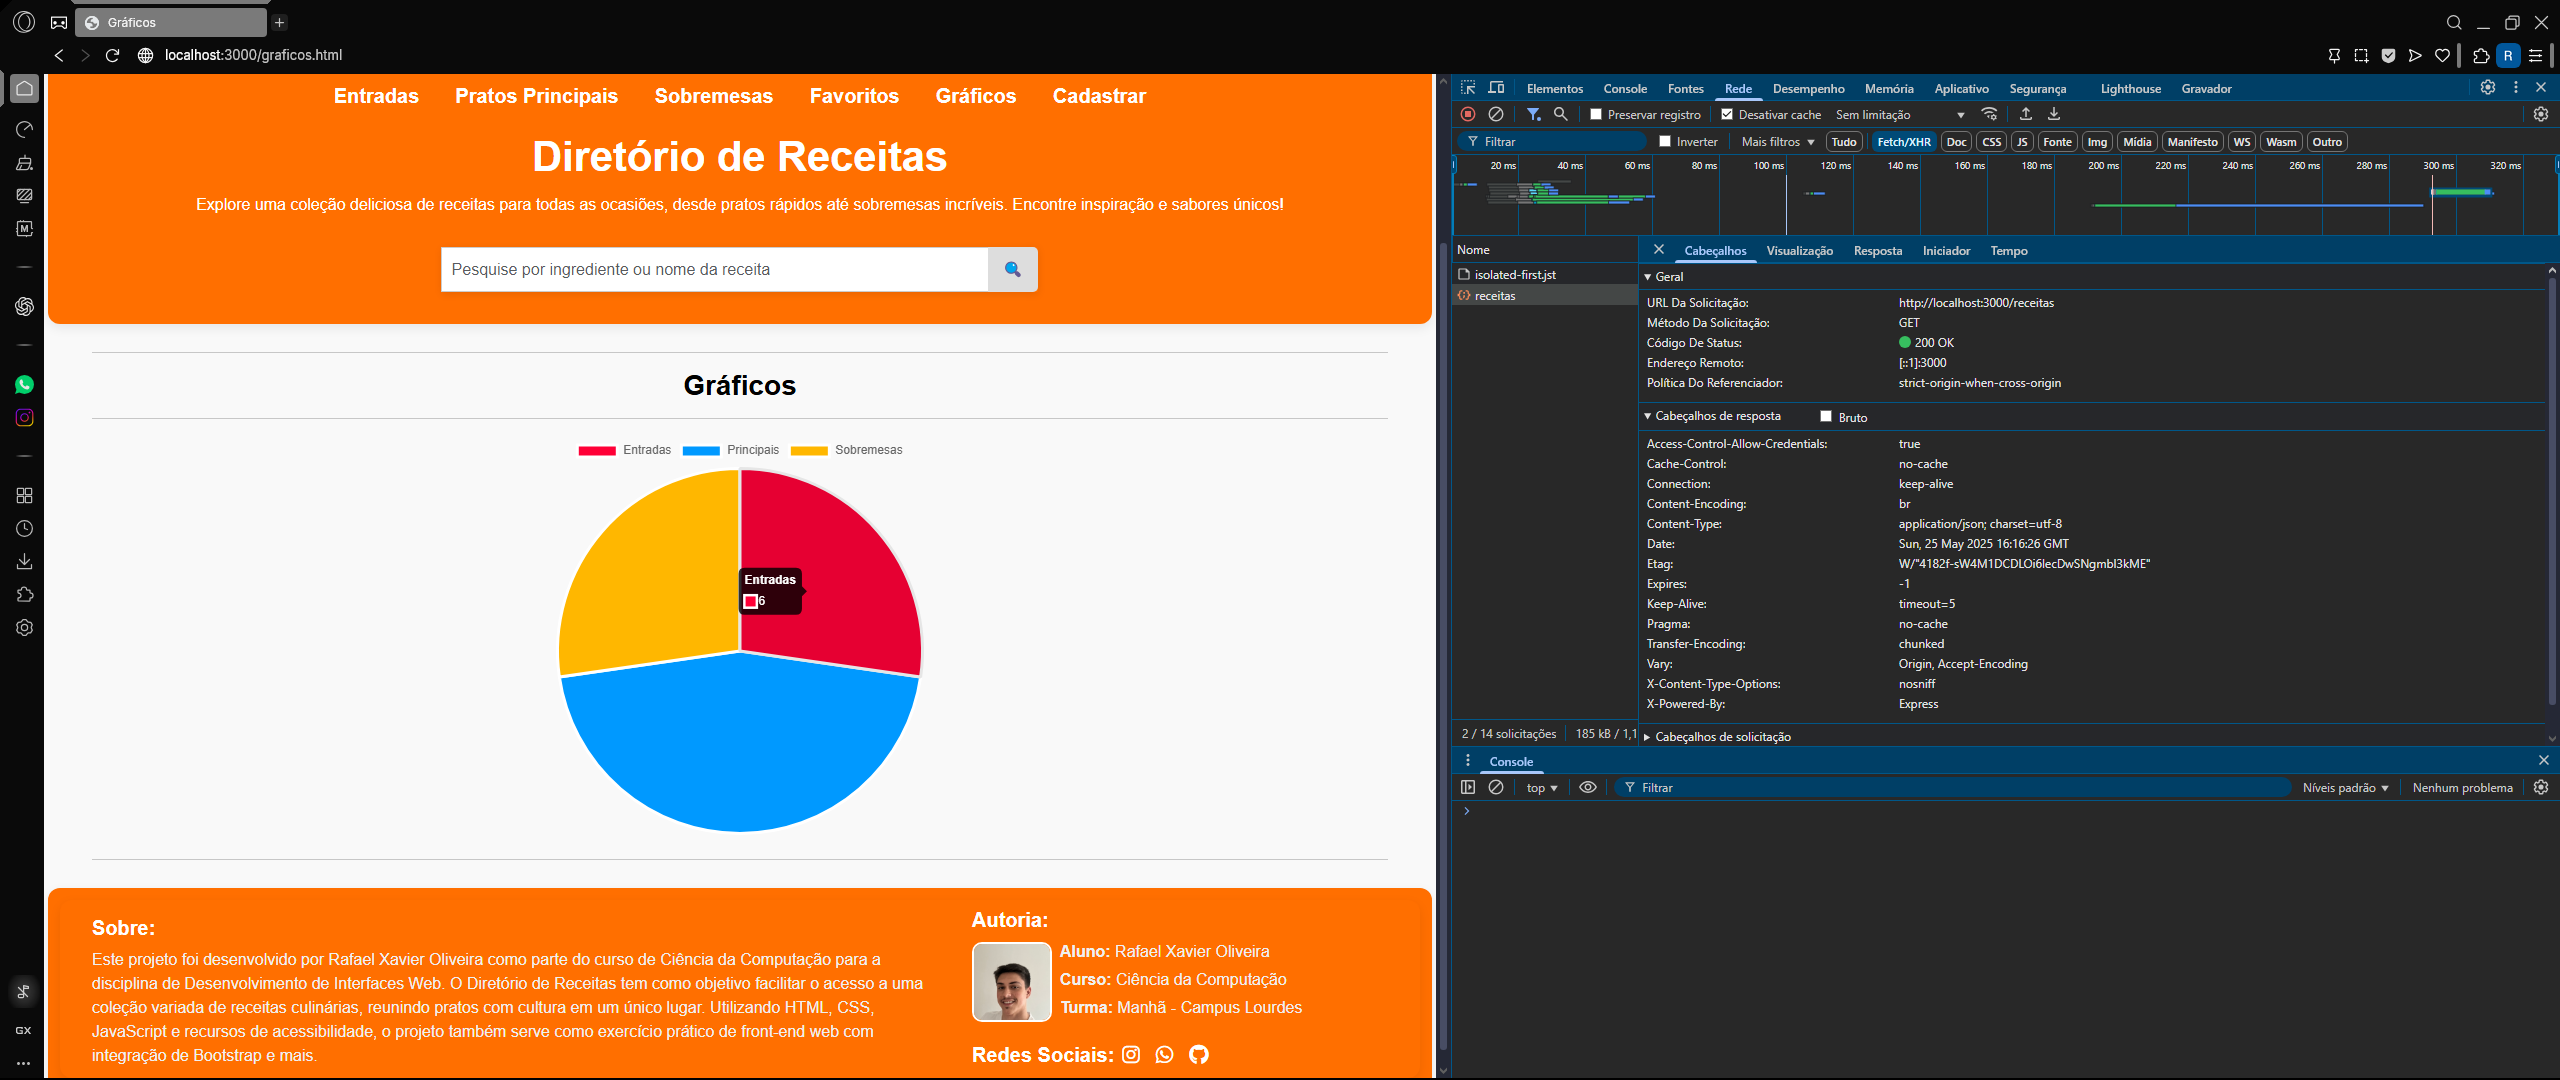 Gráficos
localhost:3000/graficos.html
R
M
GX
Entradas Pratos Principais Sobremesas Favoritos Gráficos Cadastrar
Diretório de Receitas
Explore uma coleção deliciosa de receitas para todas as ocasiões, desde pratos rápidos até sobremesas incríveis. Encontre inspiração e sabores únicos!
Pesquise por ingrediente ou nome da receita
Gráficos
Entradas Principais Sobremesas
Entradas
6
Sobre:
Este projeto foi desenvolvido por Rafael Xavier Oliveira como parte do curso de Ciência da Computação para a
disciplina de Desenvolvimento de Interfaces Web. O Diretório de Receitas tem como objetivo facilitar o acesso a uma
coleção variada de receitas culinárias, reunindo pratos com cultura em um único lugar. Utilizando HTML, CSS,
JavaScript e recursos de acessibilidade, o projeto também serve como exercício prático de front-end web com
integração de Bootstrap e mais.
Autoria:
Aluno: Rafael Xavier Oliveira
Curso: Ciência da Computação
Turma: Manhã - Campus Lourdes
Redes Sociais:
Elementos Console Fontes Rede Desempenho Memória Aplicativo Segurança Lighthouse Gravador
Preservar registro Desativar cache Sem limitação
Filtrar Inverter Mais filtros Tudo Fetch/XHR Doc CSS JS Fonte Img Mídia Manifesto WS Wasm Outro
20 ms 40 ms 60 ms 80 ms 100 ms 120 ms 140 ms 160 ms 180 ms 200 ms 220 ms 240 ms 260 ms 280 ms 300 ms 320 ms
Nome
isolated-first.jst
receitas
2 / 14 solicitações 185 kB / 1,1
Cabeçalhos Visualização Resposta Iniciador Tempo
Geral
URL Da Solicitação: http://localhost:3000/receitas
Método Da Solicitação: GET
Código De Status: 200 OK
Endereço Remoto: [::1]:3000
Política Do Referenciador: strict-origin-when-cross-origin
Cabeçalhos de resposta Bruto
Access-Control-Allow-Credentials: true
Cache-Control: no-cache
Connection: keep-alive
Content-Encoding: br
Content-Type: application/json; charset=utf-8
Date: Sun, 25 May 2025 16:16:26 GMT
Etag: W/"4182f-sW4M1DCDLOi6lecDwSNgmbl3kME"
Expires: -1
Keep-Alive: timeout=5
Pragma: no-cache
Transfer-Encoding: chunked
Vary: Origin, Accept-Encoding
X-Content-Type-Options: nosniff
X-Powered-By: Express
Cabeçalhos de solicitação
Console
top Filtrar Níveis padrão Nenhum problema